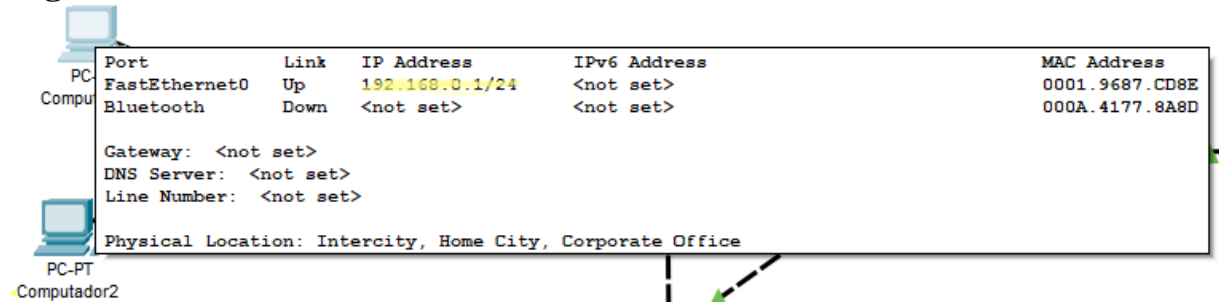 Port Link IP Address IPv6 Address MAC Address
FastEthernet0 Up 192.168.0.1/24 <not set> 0001.9687.CD8E
Bluetooth Down <not set> <not set> 000A.4177.8A8D
Gateway: <not set>
DNS Server: <not set>
Line Number: <not set>
Physical Location: Intercity, Home City, Corporate Office
PC-
Comput
PC-PT
Computador2